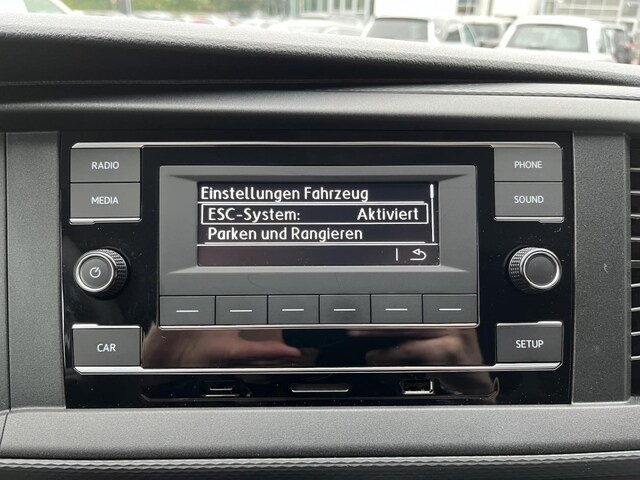 RADIO
PHONE
MEDIA
SOUND
Einstellungen Fahrzeug
ESC-System: Aktiviert
Parken und Rangieren
CAR
SETUP